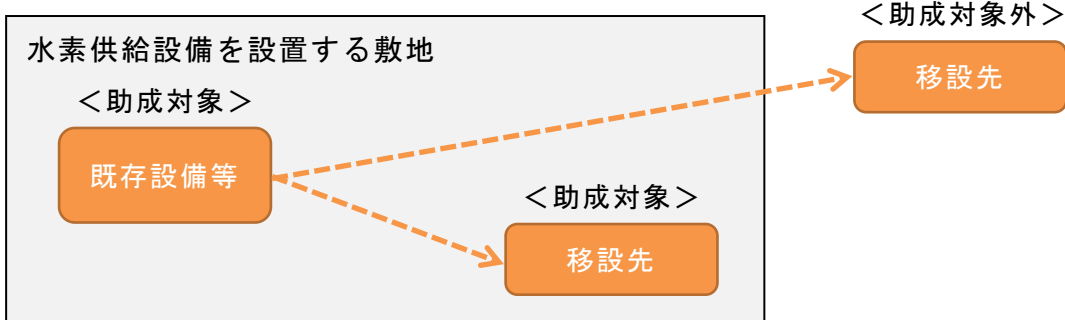 ＜助成対象外＞
移設先
水素供給設備を設置する敷地
＜助成対象＞
既存設備等
＜助成対象＞
移設先